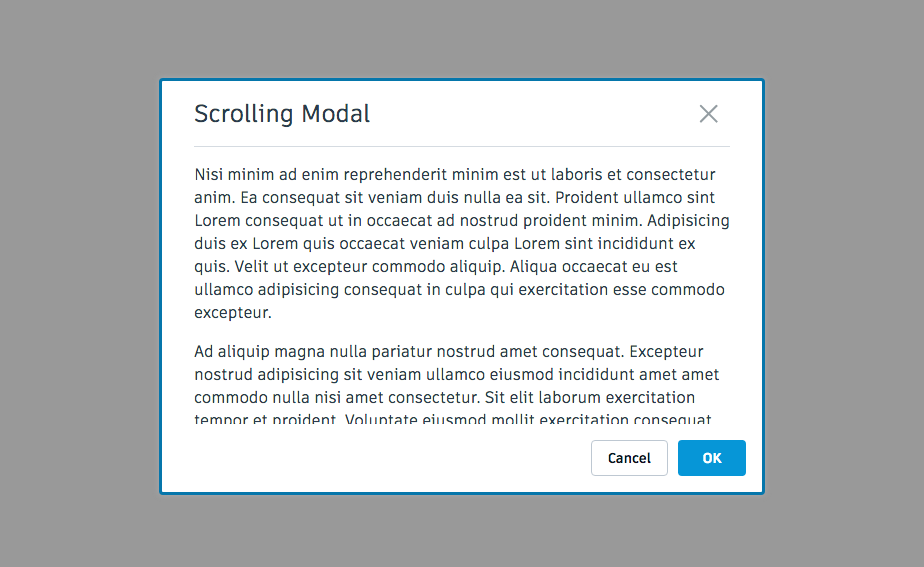 Scrolling Modal
Nisi minim ad enim reprehenderit minim est ut laboris et consectetur
anim. Ea consequat sit veniam duis nulla ea sit. Proident ullamco sint
Lorem consequat ut in occaecat ad nostrud proident minim. Adipisicing
duis ex Lorem quis occaecat veniam culpa Lorem sint incididunt ex
quis. Velit ut excepteur commodo aliquip. Aliqua occaecat eu est
ullamco adipisicing consequat in culpa qui exercitation esse commodo
excepteur.
Ad aliquip magna nulla pariatur nostrud amet consequat. Excepteur
nostrud adipisicing sit veniam ullamco eiusmod incididunt amet amet
commodo nulla nisi amet consectetur. Sit elit laborum exercitation
tempor et proident. Voluptate eiusmod mollit exercitation consequat
Cancel
OK